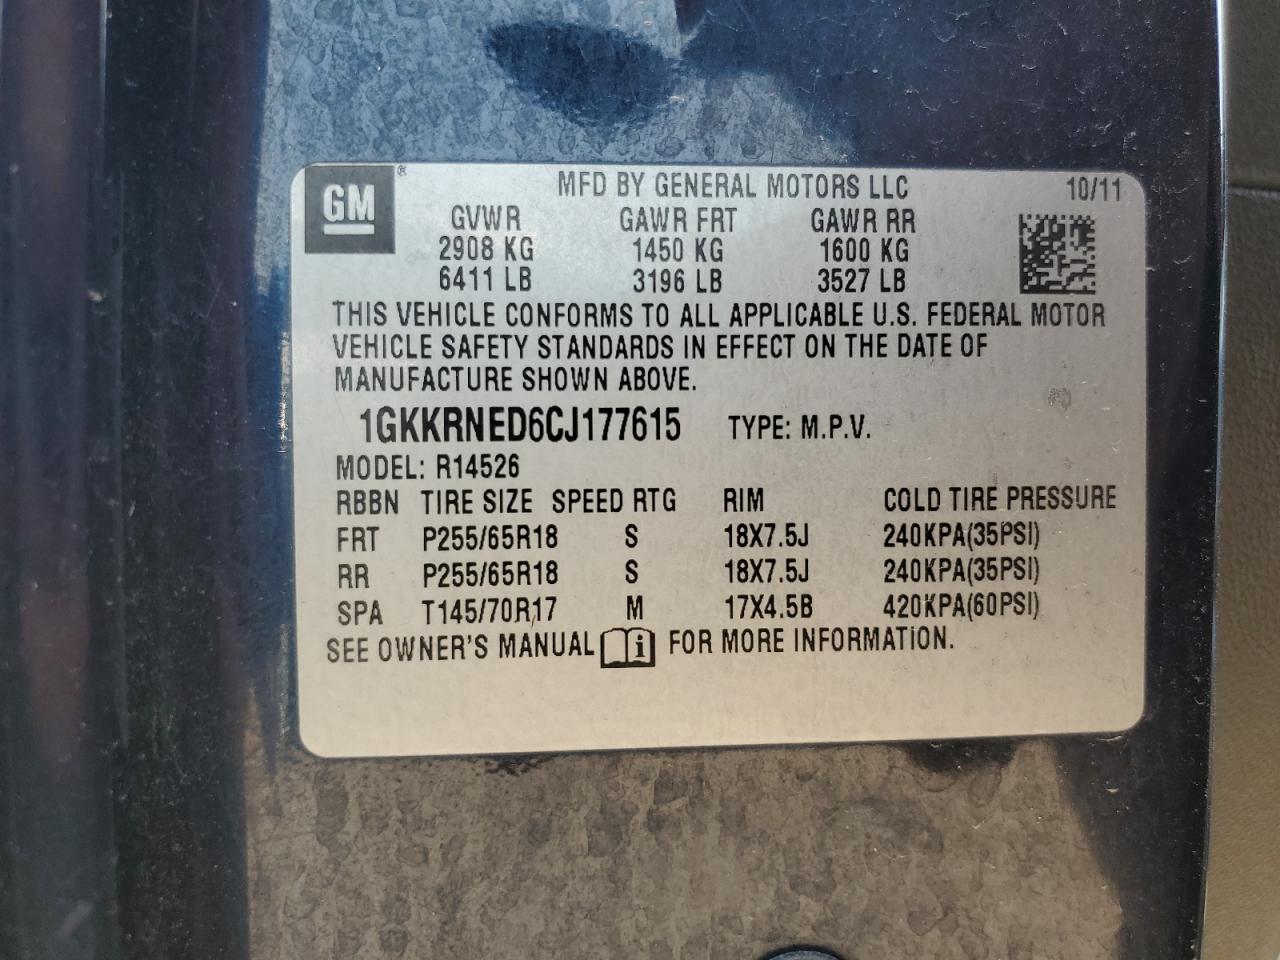 GM®
MFD BY GENERAL MOTORS LLC 10/11
GVWR GAWR FRT GAWR RR
2908 KG 1450 KG 1600 KG
6411 LB 3196 LB 3527 LB
THIS VEHICLE CONFORMS TO ALL APPLICABLE U.S. FEDERAL MOTOR
VEHICLE SAFETY STANDARDS IN EFFECT ON THE DATE OF
MANUFACTURE SHOWN ABOVE.
1GKKRNED6CJ177615 TYPE: M.P.V.
MODEL: R14526
RBBN TIRE SIZE SPEED RTG RIM COLD TIRE PRESSURE
FRT P255/65R18 S 18X7.5J 240KPA(35PSI)
RR P255/65R18 S 18X7.5J 240KPA(35PSI)
SPA T145/70R17 M 17X4.5B 420KPA(60PSI)
SEE OWNER'S MANUAL i FOR MORE INFORMATION.